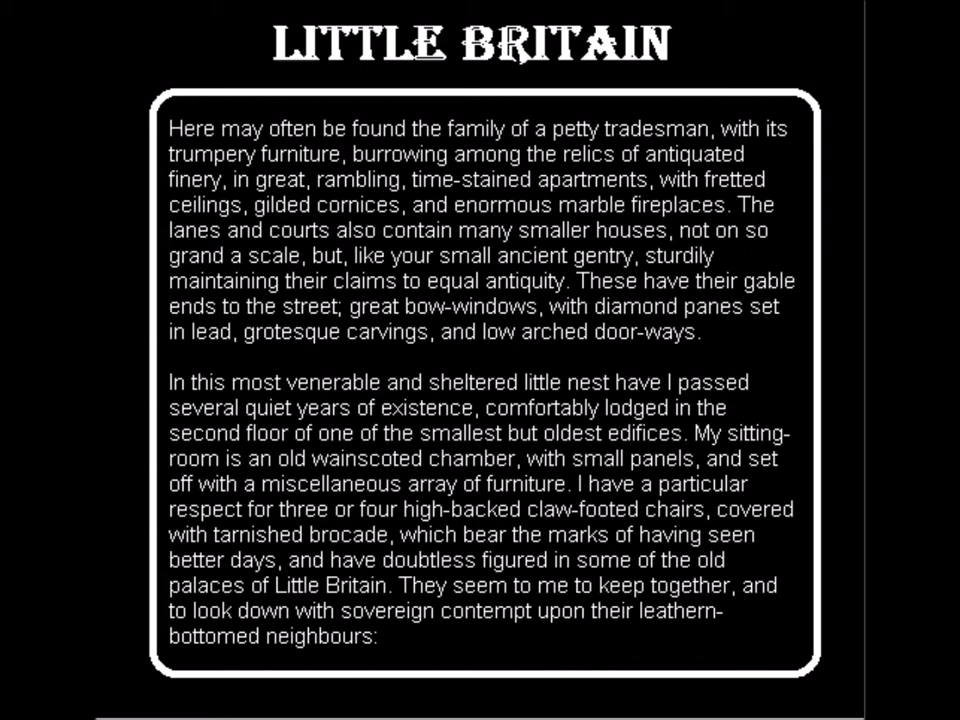 LITTLE BRITAIN
Here may often be found the family of a petty tradesman, with its
trumpery furniture, burrowing among the relics of antiquated
finery, in great, rambling, time-stained apartments, with fretted
ceilings, gilded cornices, and enormous marble fireplaces. The
lanes and courts also contain many smaller houses, not on so
grand a scale, but, like your small ancient gentry, sturdily
maintaining their claims to equal antiquity. These have their gable
ends to the street; great bow-windows, with diamond panes set
in lead, grotesque carvings, and low arched door-ways.
In this most venerable and sheltered little nest have I passed
several quiet years of existence, comfortably lodged in the
second floor of one of the smallest but oldest edifices. My sitting-
room is an old wainscoted chamber, with small panels, and set
off with a miscellaneous array of furniture. I have a particular
respect for three or four high-backed claw-footed chairs, covered
with tarnished brocade, which bear the marks of having seen
better days, and have doubtless figured in some of the old
palaces of Little Britain. They seem to me to keep together, and
to look down with sovereign contempt upon their leathern-
bottomed neighbours: